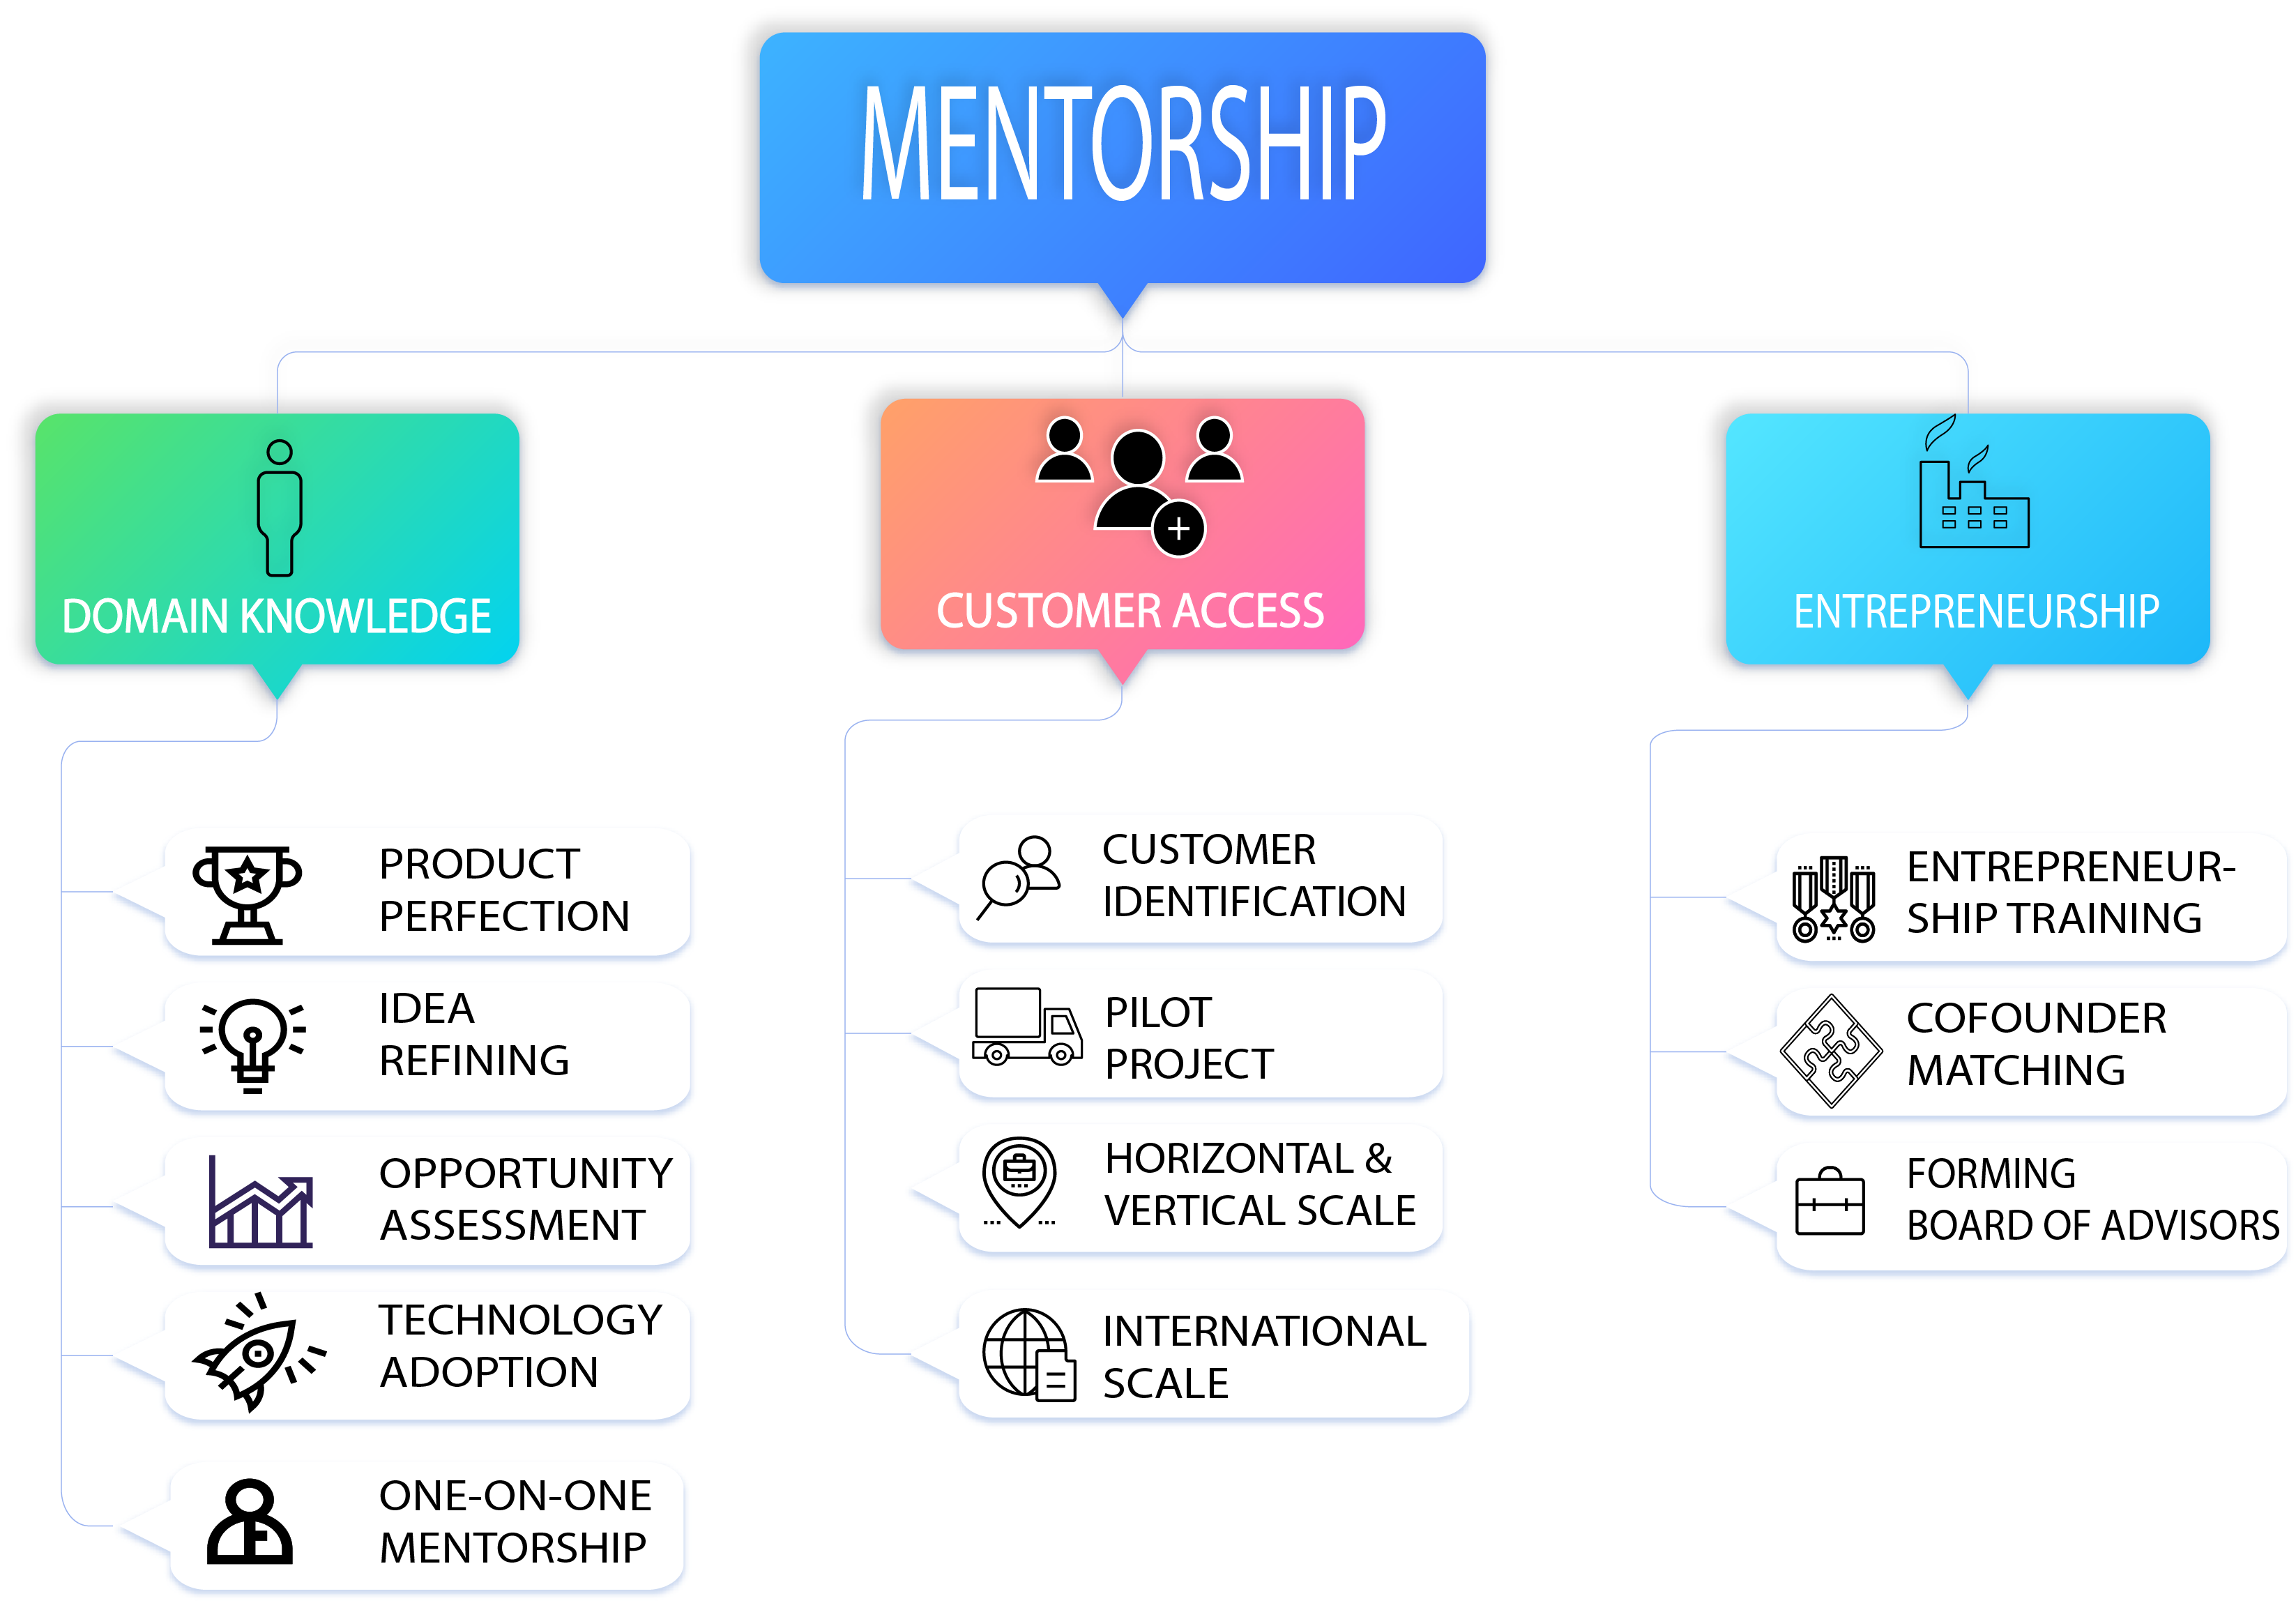 MENTORSHIP
DOMAIN KNOWLEDGE
CUSTOMER ACCESS
ENTREPRENEURSHIP
PRODUCT
PERFECTION
IDEA
REFINING
OPPORTUNITY
ASSESSMENT
TECHNOLOGY
ADOPTION
ONE-ON-ONE
MENTORSHIP
CUSTOMER
IDENTIFICATION
PILOT
PROJECT
HORIZONTAL &
VERTICAL SCALE
INTERNATIONAL
SCALE
ENTREPRENEUR-
SHIP TRAINING
COFOUNDER
MATCHING
FORMING
BOARD OF ADVISORS